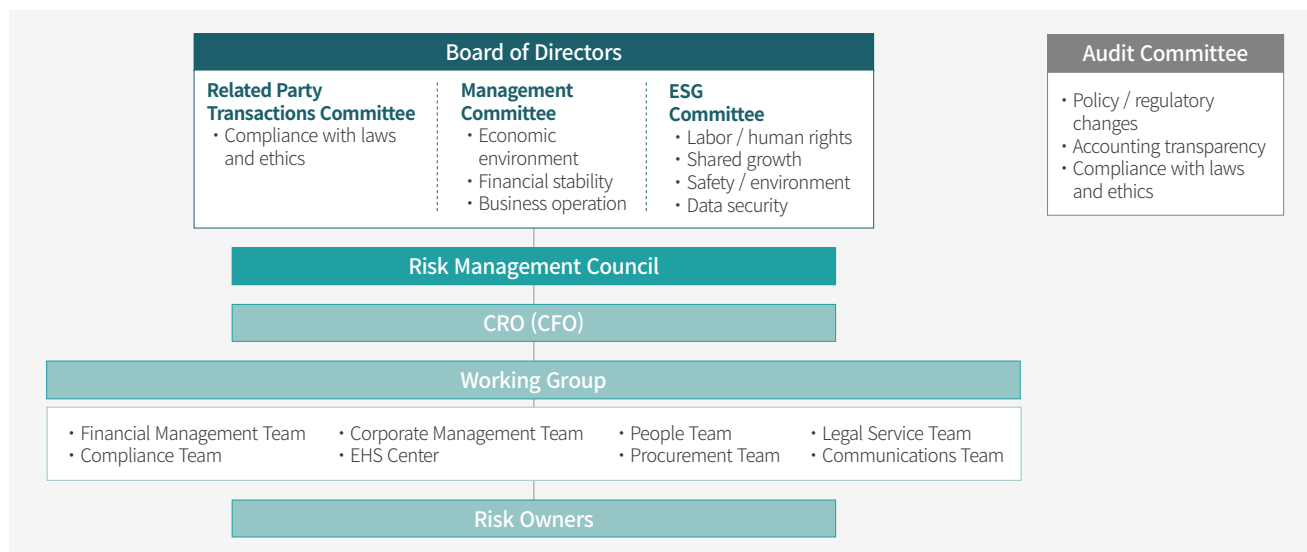 Board of Directors
Related Party
Transactions Committee
・Compliance with laws
and ethics
Management
Committee
・Economic
environment
・Financial stability
・Business operation
ESG
Committee
・Labor / human rights
・Shared growth
・Safety / environment
・Data security
Audit Committee
・Policy / regulatory
changes
・Accounting transparency
・Compliance with laws
and ethics
Risk Management Council
CRO (CFO)
Working Group
・Financial Management Team
・Compliance Team
・Corporate Management Team
・EHS Center
・People Team
・Procurement Team
・Legal Service Team
・Communications Team
Risk Owners